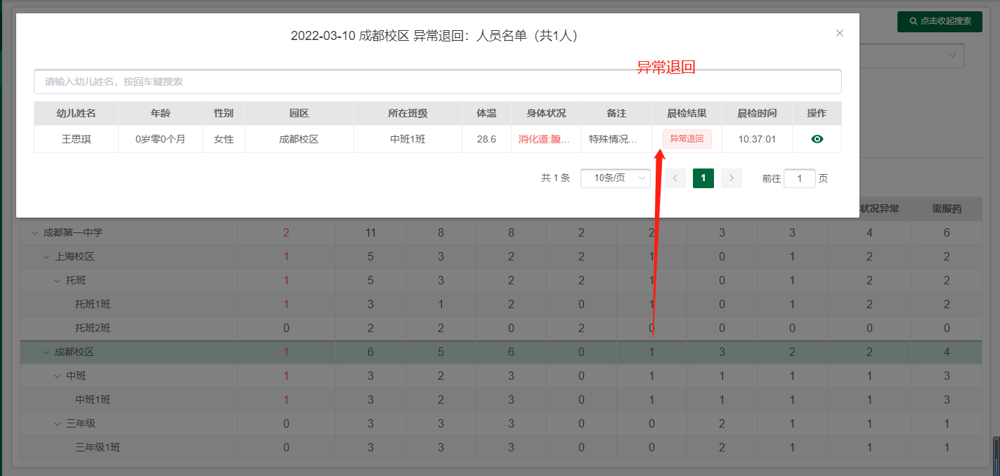 点击收起搜索
2022-03-10 成都校区 异常退回：人员名单（共1人）
异常退回
请输入幼儿姓名，按回车键搜索
幼儿姓名 年龄 性别 园区 所在班级 体温 身体状况 备注 晨检结果 晨检时间 操作
王思琪 0岁零0个月 女性 成都校区 中班1班 28.6 消化道:腹... 特殊情况... 异常退回 10:37:01
共 1 条 10条/页 1 前往 1 页
状况异常 需服药
成都第一中学 2 11 8 8 2 2 3 3 4 6
上海校区 1 5 3 2 2 1 0 1 2 2
托班 1 5 3 2 2 1 0 1 2 2
托班1班 1 3 1 2 0 1 0 1 2 2
托班2班 0 2 2 0 2 0 0 0 0 0
成都校区 1 6 5 6 0 1 3 2 2 4
中班 1 3 2 3 0 1 1 1 1 3
中班1班 1 3 2 3 0 1 1 1 1 3
三年级 0 3 3 3 0 0 2 1 1 1
三年级1班 0 3 3 3 0 0 2 1 1 1